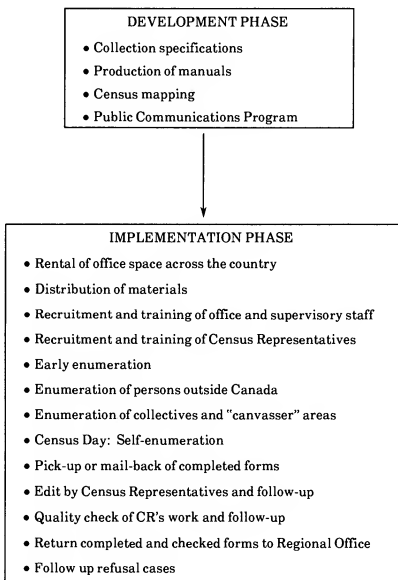 DEVELOPMENT PHASE
• Collection specifications
• Production of manuals
• Census mapping
• Public Communications Program
IMPLEMENTATION PHASE
• Rental of office space across the country
• Distribution of materials
• Recruitment and training of office and supervisory staff
• Recruitment and training of Census Representatives
• Early enumeration
• Enumeration of persons outside Canada
• Enumeration of collectives and "canvasser" areas
• Census Day: Self-enumeration
• Pick-up or mail-back of completed forms
• Edit by Census Representatives and follow-up
• Quality check of CR's work and follow-up
• Return completed and checked forms to Regional Office
• Follow up refusal cases